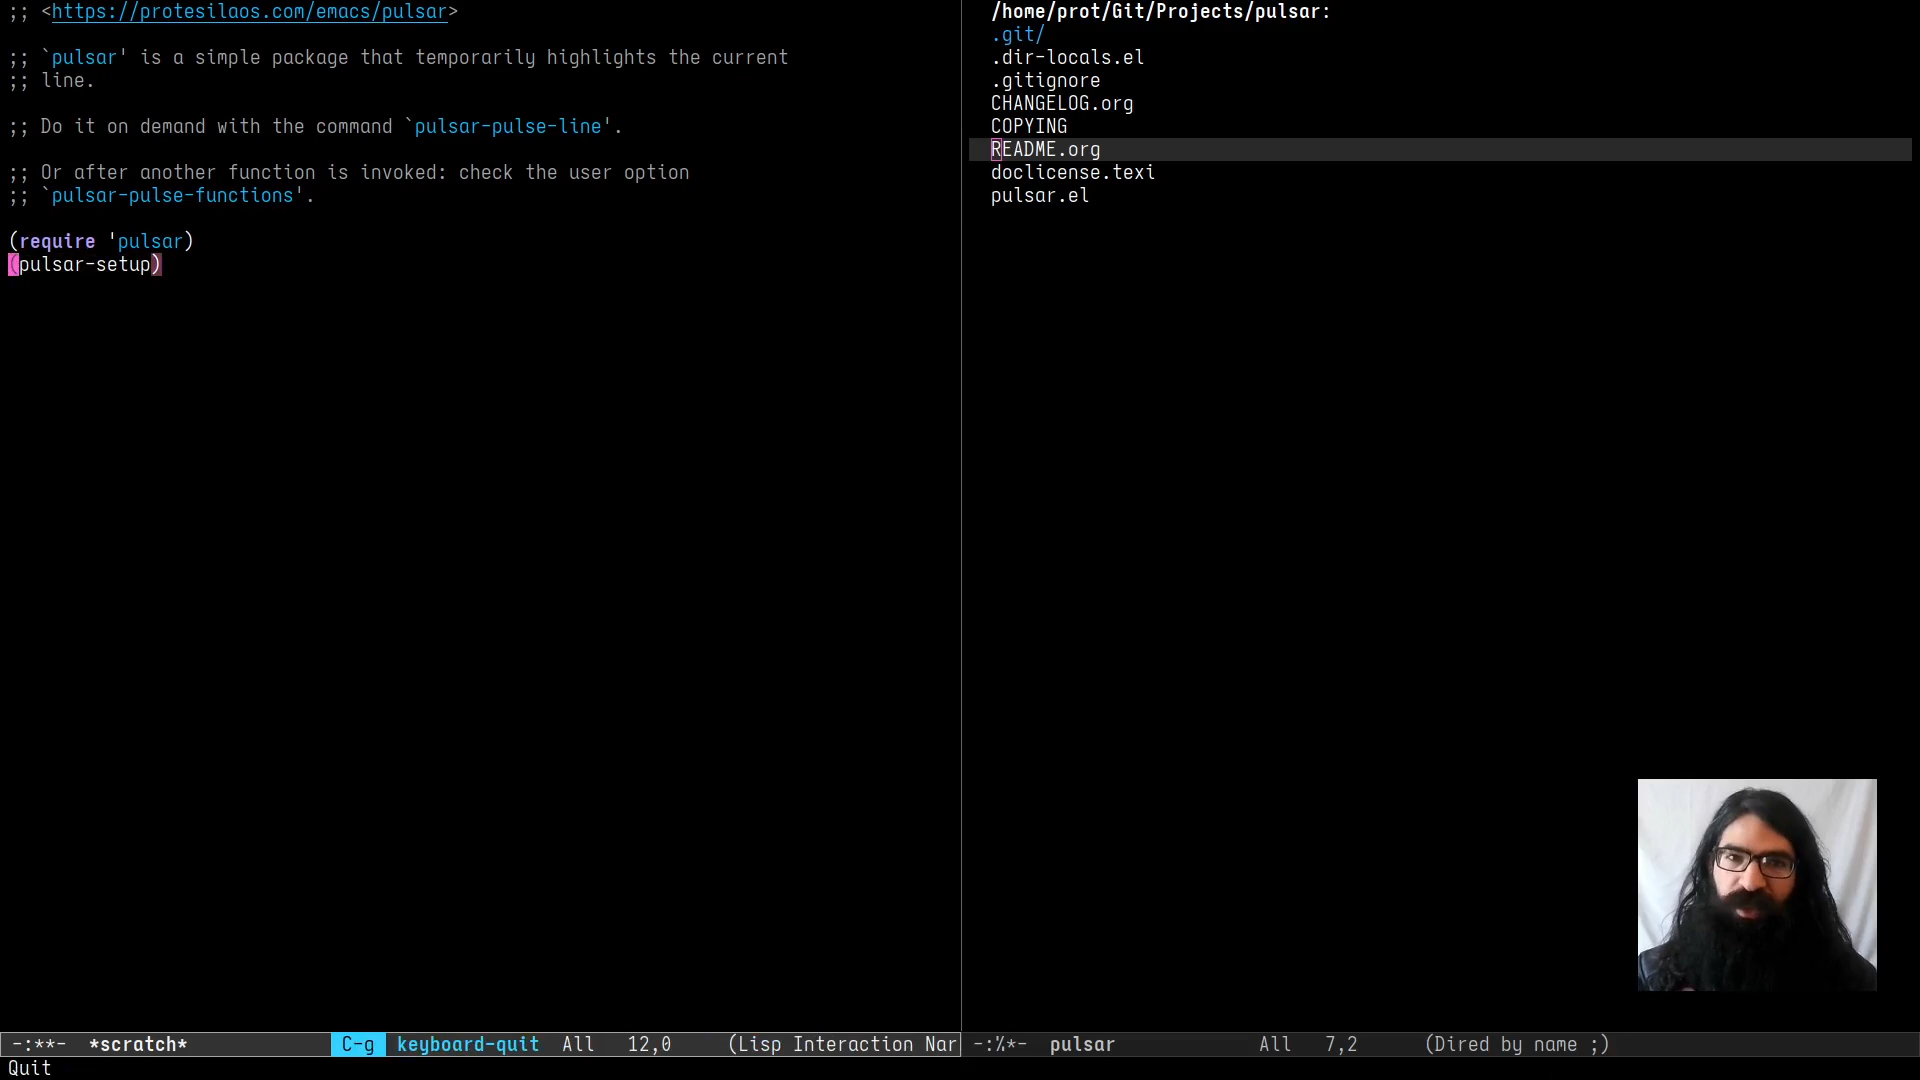 ;; <https://protesilaos.com/emacs/pulsar>
;; `pulsar' is a simple package that temporarily highlights the current
;; line.
;; Do it on demand with the command `pulsar-pulse-line'.
;; Or after another function is invoked: check the user option
;; `pulsar-pulse-functions'.
(require 'pulsar)
(pulsar-setup)
/home/prot/Git/Projects/pulsar:
.git/
.dir-locals.el
.gitignore
CHANGELOG.org
COPYING
README.org
doclicense.texi
pulsar.el
-:**- *scratch* C-g keyboard-quit All 12,0 (Lisp Interaction Nar
-:%*- pulsar All 7,2 (Dired by name ;)
Quit